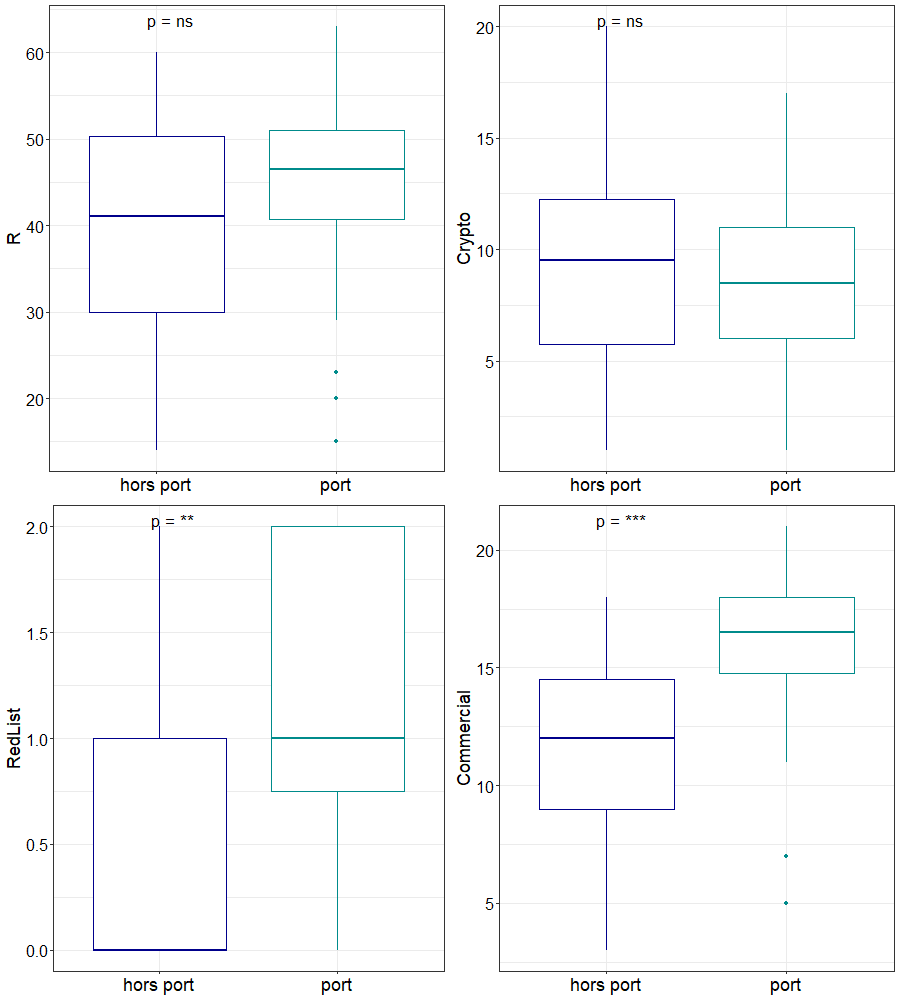 p = ns
60
50
40
30
20
R
hors port
port
p = ns
20
15
10
5
Crypto
hors port
port
p = **
2.0
1.5
1.0
0.5
0.0
RedList
hors port
port
p = ***
20
15
10
5
Commercial
hors port
port